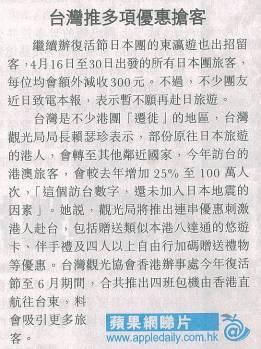 台灣推多項優惠搶客
繼續辦復活節日本團的東瀛遊也出招留
客,4月16日至30日出發的所有日本團旅客,
每位均會額外減收300元。不過,不少團友
近日致電本報,表示暫不願再赴日旅遊。
台灣是不少港團「遷徙」的地區,台灣
觀光局局長賴瑟珍表示,部份原往日本旅遊
的港人,會轉至其他鄰近國家,今年訪台的
港澳旅客,會較去年增加25%至100萬人
次,「這個訪台數字,還未加入日本地震的
因素」。她說,觀光局將推出連串優惠刺激
港人赴台,包括贈送類似本港八達通的悠遊
卡、伴手禮及四人以上自由行加碼贈送禮物
等優惠。台灣觀光協會香港辦事處今年復活
節至6月期間,合共推出四班包機由香港直
航往台東,料
會吸引更多旅
客。
蘋果網睇片
www.appledaily.com.hk